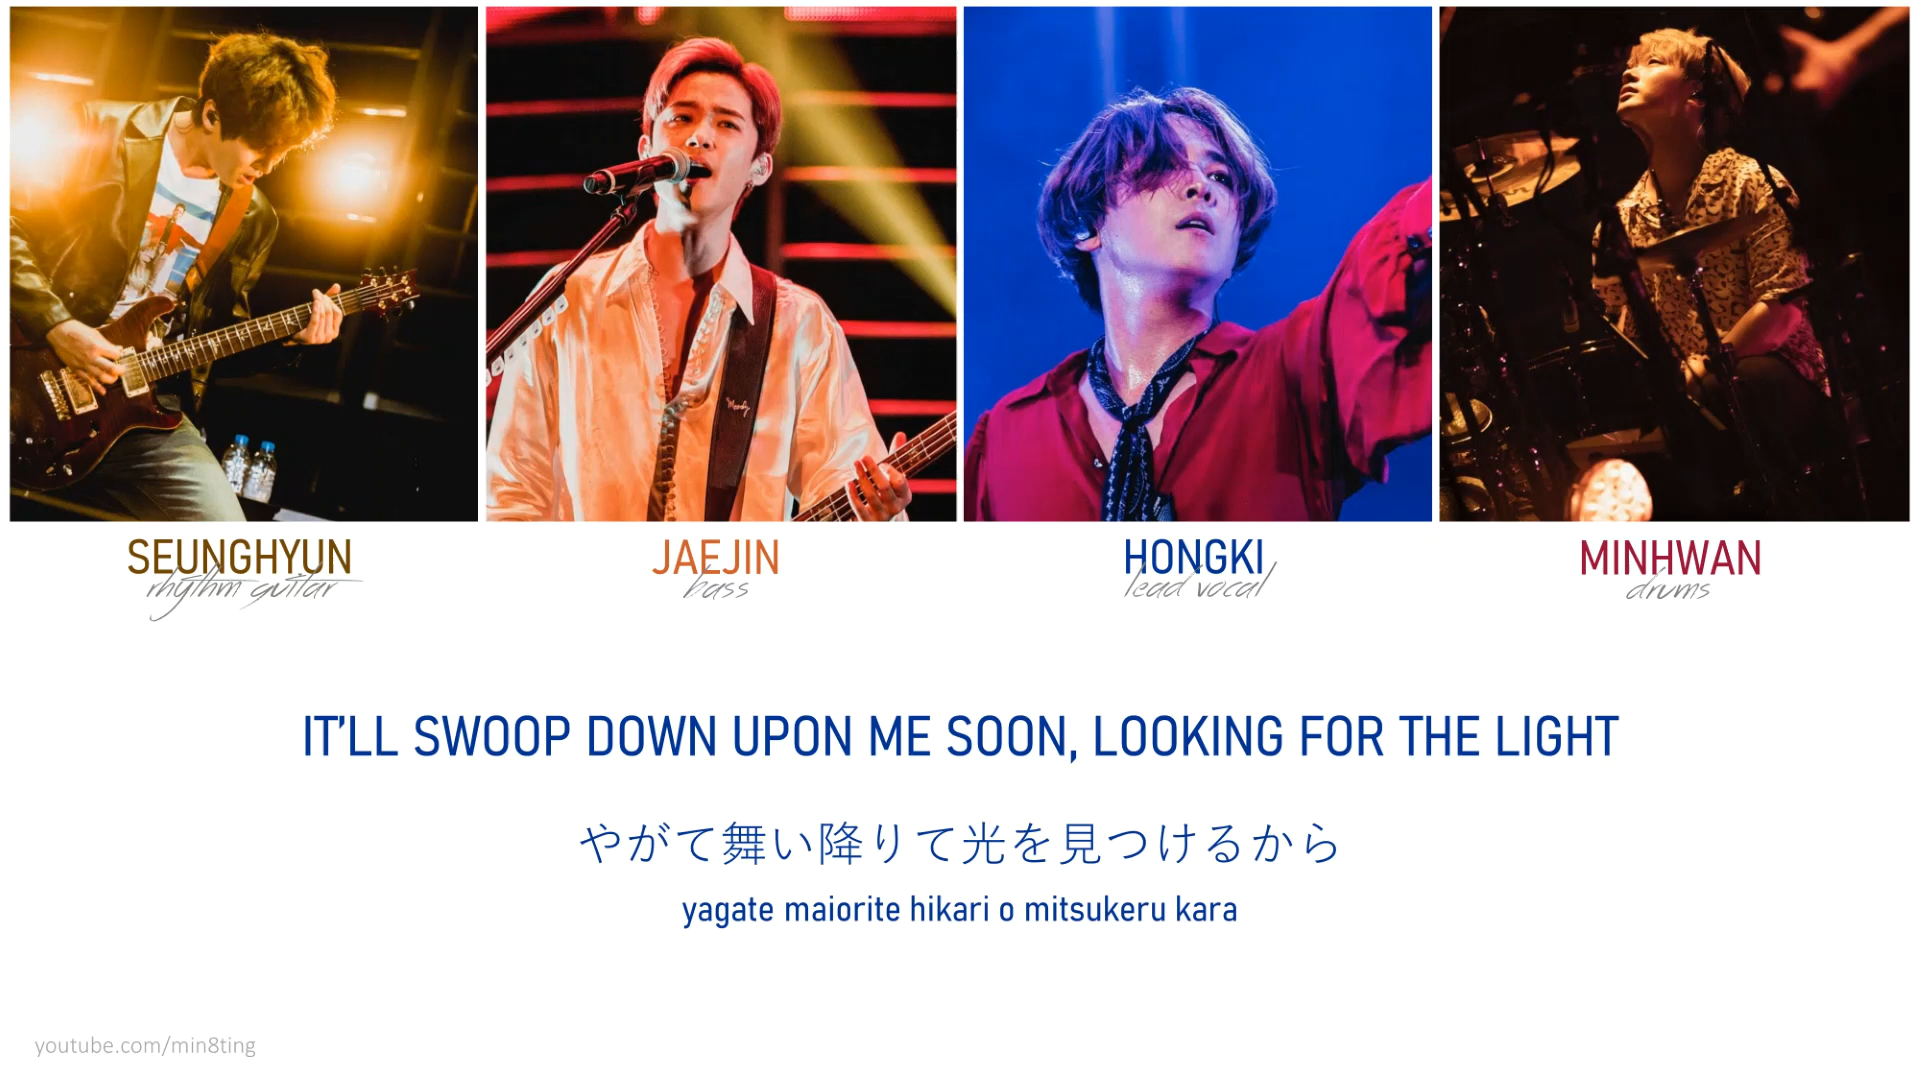 SEUNGHYUN
rhythm guitar
JAEJIN
bass
HONGKI
lead vocal
MINHWAN
drums
IT'LL SWOOP DOWN UPON ME SOON, LOOKING FOR THE LIGHT
やがて舞い降りて光を見つけるから
yagate maiorite hikari o mitsukeru kara
youtube.com/min8ting